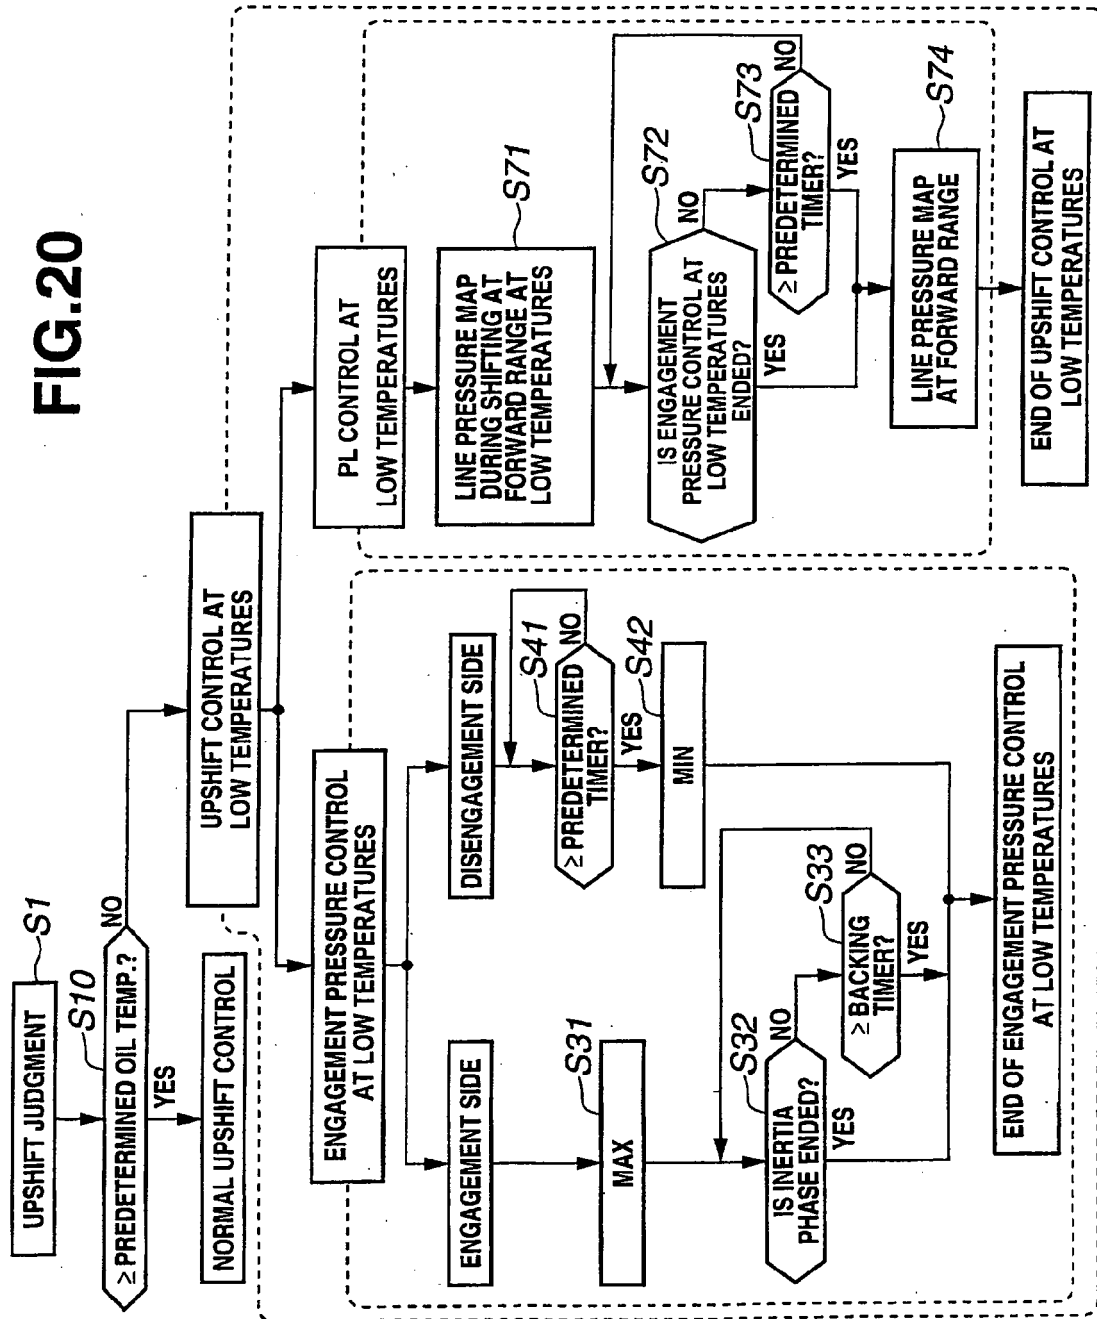 FIG.20
UPSHIFT JUDGMENT
S1
≥ PREDETERMINED OIL TEMP.?
S10
NO
YES
NORMAL UPSHIFT CONTROL
UPSHIFT CONTROL AT
LOW TEMPERATURES
ENGAGEMENT PRESSURE CONTROL
AT LOW TEMPERATURES
ENGAGEMENT SIDE
MAX
S31
IS INERTIA
PHASE ENDED?
S32
NO
YES
≥ BACKING
TIMER?
S33
NO
YES
DISENGAGEMENT SIDE
≥ PREDETERMINED
TIMER?
S41
NO
YES
MIN
S42
END OF ENGAGEMENT PRESSURE CONTROL
AT LOW TEMPERATURES
PL CONTROL AT
LOW TEMPERATURES
LINE PRESSURE MAP
DURING SHIFTING AT
FORWARD RANGE AT
LOW TEMPERATURES
S71
IS ENGAGEMENT
PRESSURE CONTROL AT
LOW TEMPERATURES
ENDED?
S72
NO
YES
≥ PREDETERMINED
TIMER?
S73
NO
YES
LINE PRESSURE MAP
AT FORWARD RANGE
S74
END OF UPSHIFT CONTROL AT
LOW TEMPERATURES